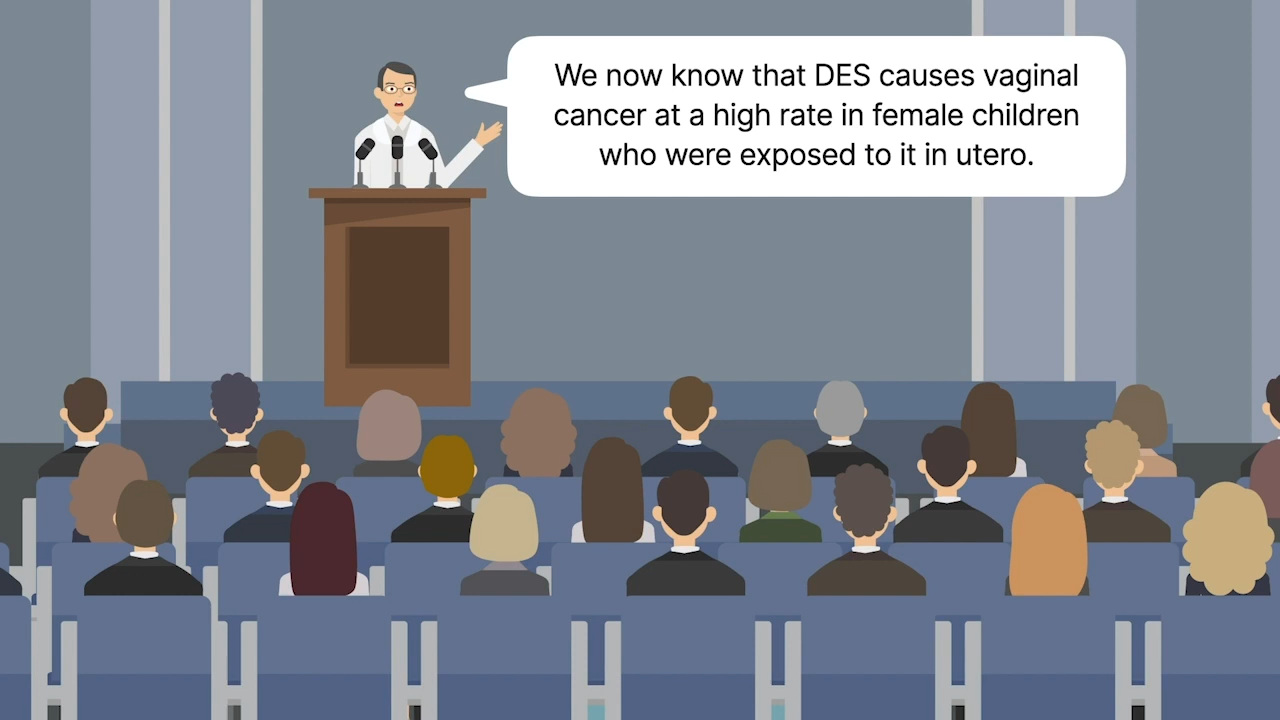 We now know that DES causes vaginal
cancer at a high rate in female children
who were exposed to it in utero.